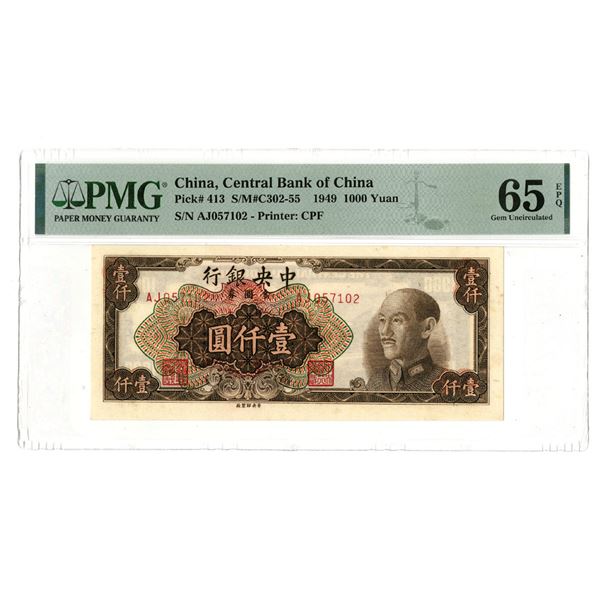 PMG
PAPER MONEY GUARANTY
China, Central Bank of China
Pick# 413 S/M#C302-55 1949 1000 Yuan
S/N AJ057102 - Printer: CPF
65 EPQ
Gem Uncirculated
行銀央中
壹仟
壹仟
AJ057102
圓仟壹
仟壹
壹仟